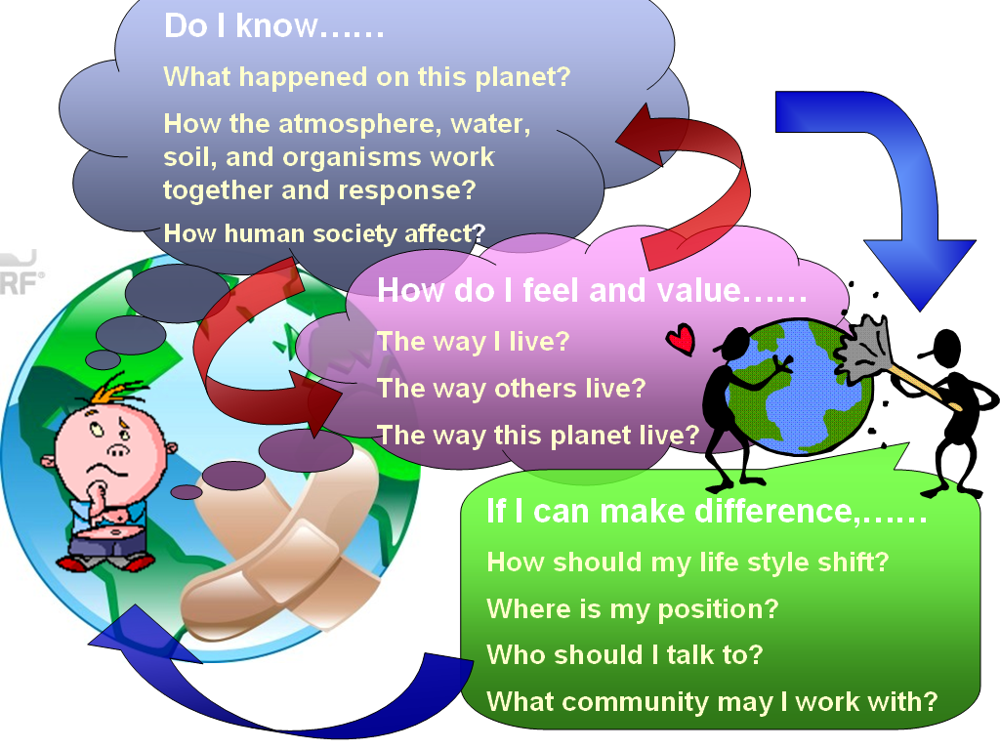 Do I know……
What happened on this planet?
How the atmosphere, water,
soil, and organisms work
together and response?
How human society affect?
RF®
How do I feel and value……
The way I live?
The way others live?
The way this planet live?
If I can make difference,……
How should my life style shift?
Where is my position?
Who should I talk to?
What community may I work with?